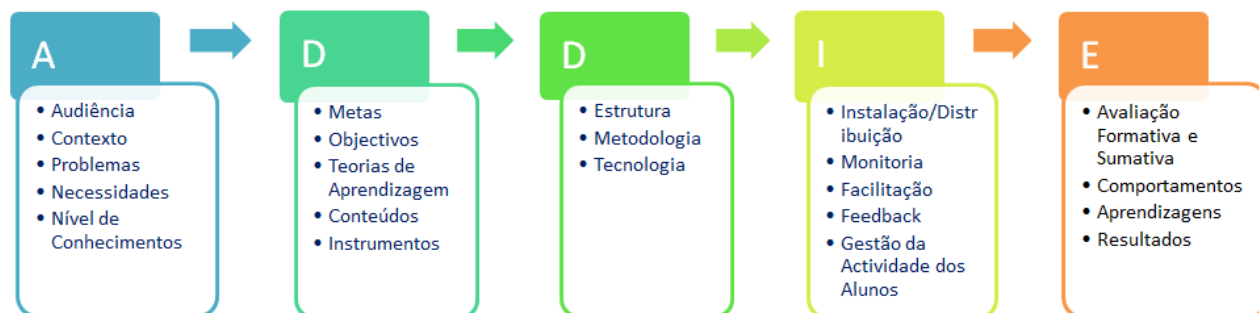 A
• Audiência
• Contexto
• Problemas
• Necessidades
• Nível de
Conhecimentos
D
• Metas
• Objectivos
• Teorias de
Aprendizagem
• Conteúdos
• Instrumentos
D
• Estrutura
• Metodologia
• Tecnologia
I
• Instalação/Distr
ibuição
• Monitoria
• Facilitação
• Feedback
• Gestão da
Actividade dos
Alunos
E
• Avaliação
Formativa e
Sumativa
• Comportamentos
• Aprendizagens
• Resultados